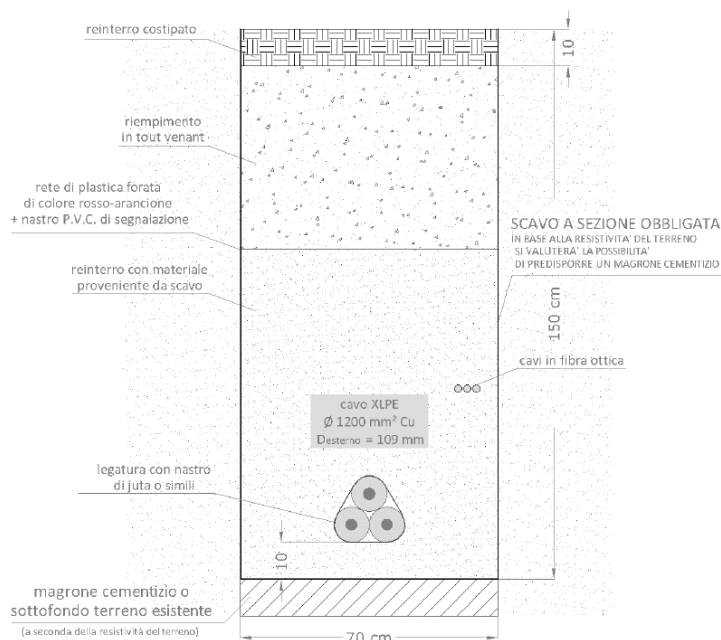 reinterro costipato
10
riempimento
in tout venant
rete di plastica forata
di colore rosso-arancione
+ nastro P.V.C. di segnalazione
SCAVO A SEZIONE OBBLIGATA
IN BASE ALLA RESISTIVITA' DEL TERRENO
SI VALUTERA' LA POSSIBILITA'
DI PREDISPORRE UN MAGRONE CEMENTIZIO
reinterro con materiale
proveniente da scavo
150 cm
cavi in fibra ottica
cavo XLPE
Ø 1200 mm² Cu
Desterno = 109 mm
legatura con nastro
di juta o simili
10
magrone cementizio o
sottofondo terreno esistente
(a seconda della resistività del terreno)
70 cm